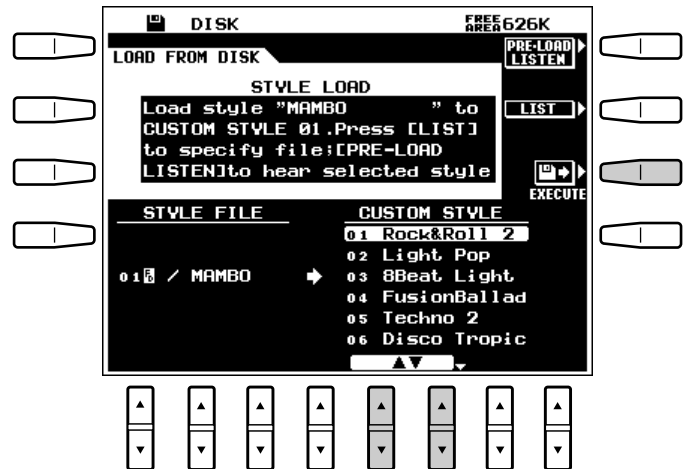 DISK
FREE AREA 626K
LOAD FROM DISK
PRE-LOAD LISTEN
STYLE LOAD
Load style "MAMBO " to
CUSTOM STYLE 01.Press [LIST]
to specify file;[PRE-LOAD
LISTEN]to hear selected style
LIST
EXECUTE
STYLE FILE
CUSTOM STYLE
01 / MAMBO
01 Rock&Roll 2
02 Light Pop
03 8Beat Light
04 FusionBallad
05 Techno 2
06 Disco Tropic